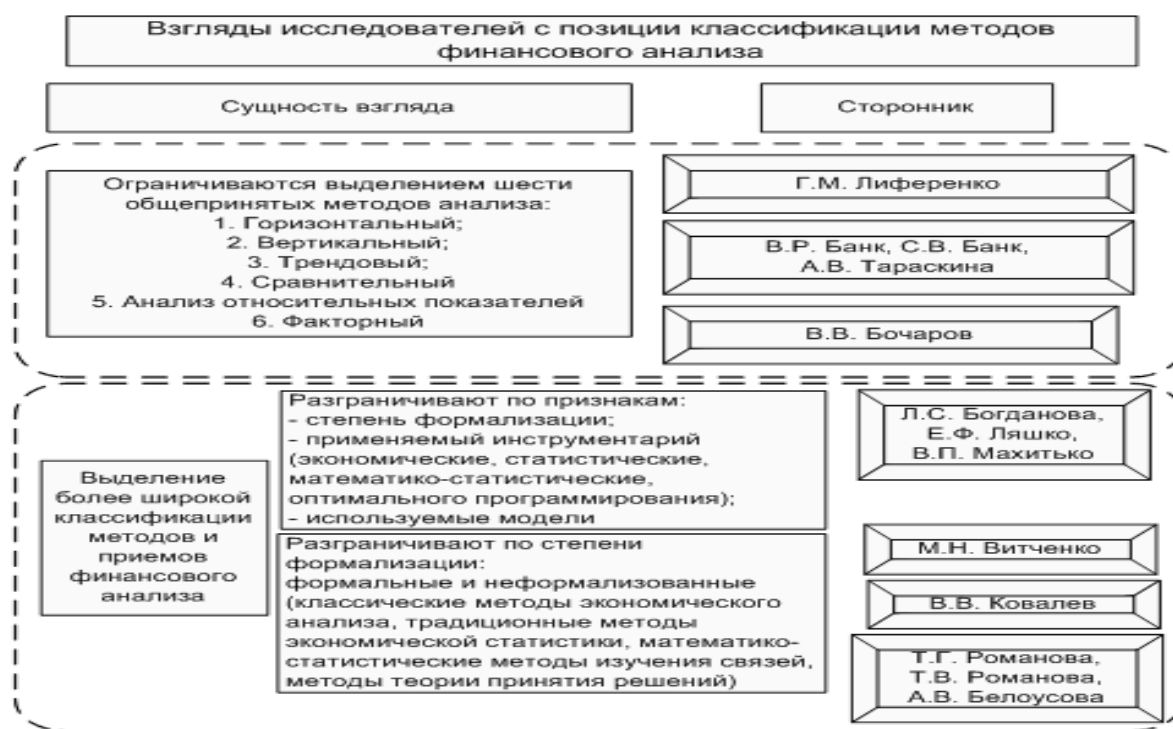 Взгляды исследователей с позиции классификации методов
финансового анализа
Сущность взгляда
Сторонник
Ограничиваются выделением шести
общепринятых методов анализа:
1. Горизонтальный;
2. Вертикальный;
3. Трендовый;
4. Сравнительный
5. Анализ относительных показателей
6. Факторный
Г.М. Лиференко
В.Р. Банк, С.В. Банк,
А.В. Тараскина
В.В. Бочаров
Выделение
более широкой
классификации
методов и
приемов
финансового
анализа
Разграничивают по признакам:
- степень формализации;
- применяемый инструментарий
(экономические, статистические,
математико-статистические,
оптимального программирования);
- используемые модели
Л.С. Богданова,
Е.Ф. Ляшко,
В.П. Махитько
Разграничивают по степени
формализации:
формальные и неформализованные
(классические методы экономического
анализа, традиционные методы
экономической статистики, математико-
статистические методы изучения связей,
методы теории принятия решений)
М.Н. Витченко
В.В. Ковалев
Т.Г. Романова,
Т.В. Романова,
А.В. Белоусова